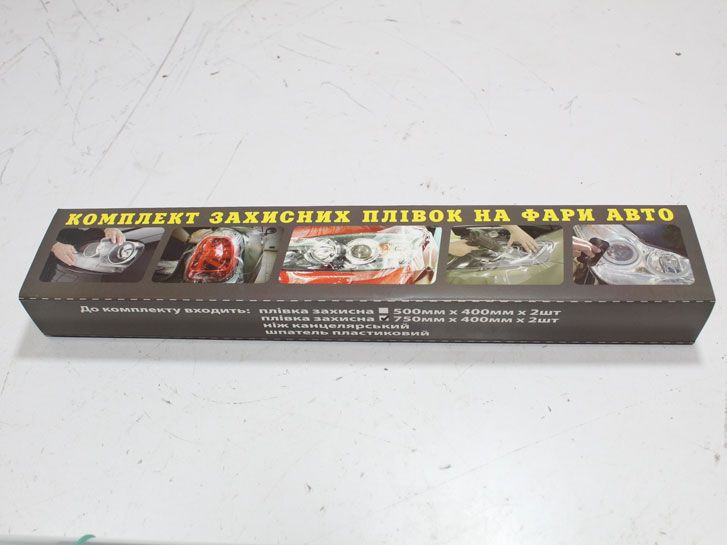 КОМПЛЕКТ ЗАХИСНИХ ПЛІВОК НА ФАРИ АВТО
До комплекту входить: плівка захисна 500мм х 400мм х 2шт
плівка захисна 750мм х 400мм х 2шт
ніж канцелярський
шпатель пластиковий